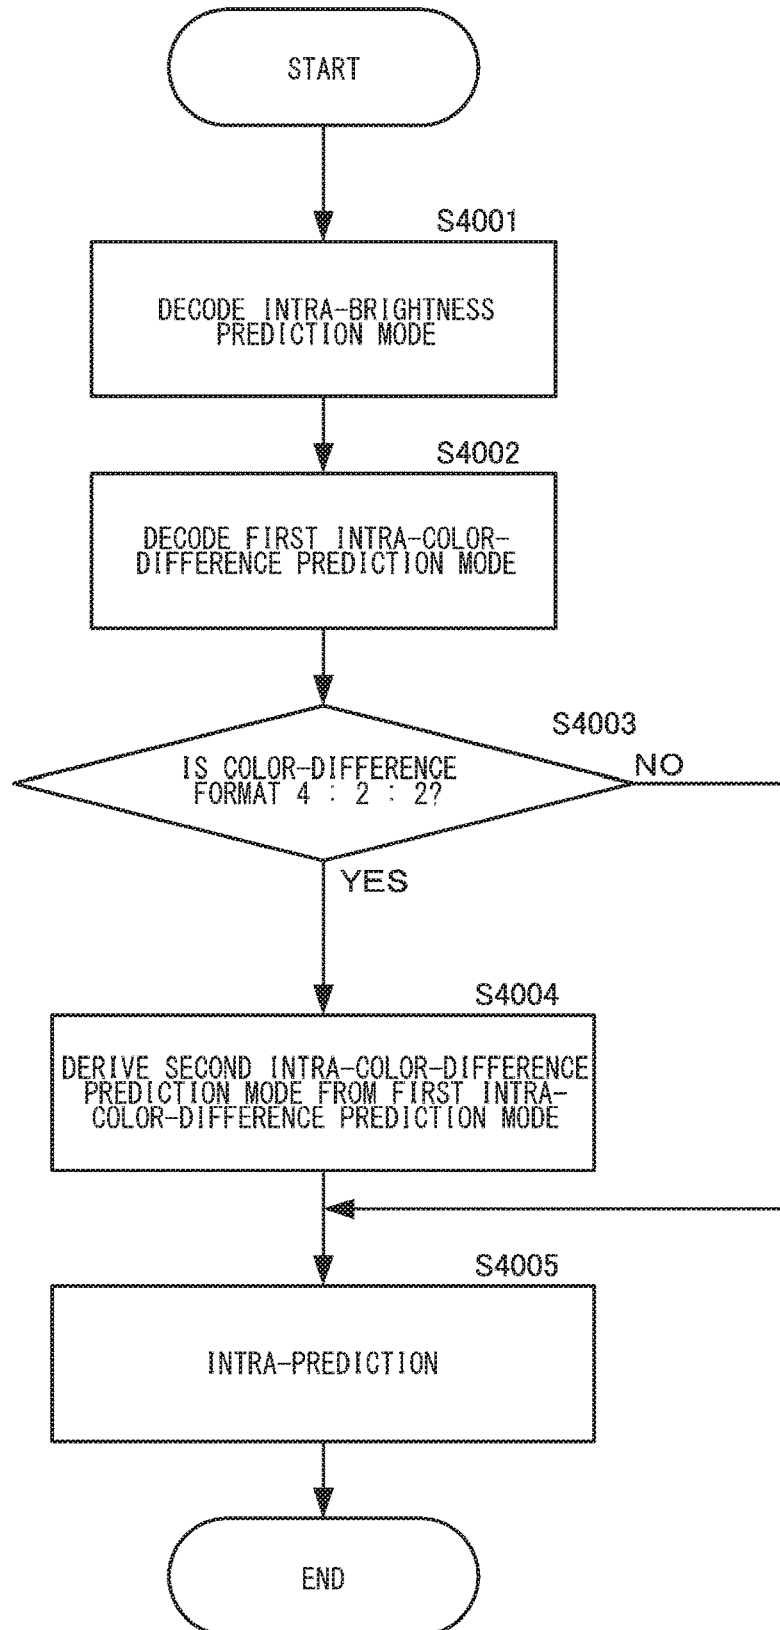 START
S4001
DECODE INTRA-BRIGHTNESS
PREDICTION MODE
S4002
DECODE FIRST INTRA-COLOR-
DIFFERENCE PREDICTION MODE
S4003
IS COLOR-DIFFERENCE
FORMAT 4 : 2 : 2?
NO
YES
S4004
DERIVE SECOND INTRA-COLOR-DIFFERENCE
PREDICTION MODE FROM FIRST INTRA-
COLOR-DIFFERENCE PREDICTION MODE
S4005
INTRA-PREDICTION
END